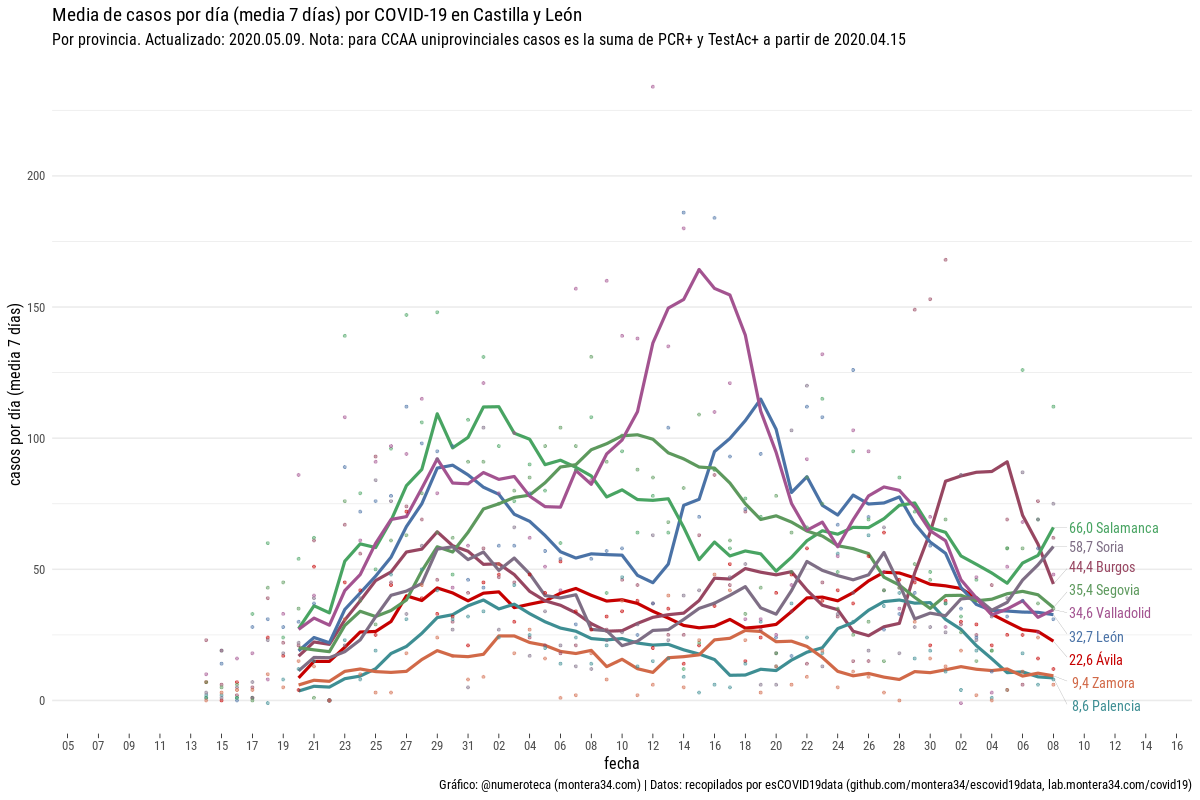 Media de casos por día (media 7 días) por COVID-19 en Castilla y León
Por provincia. Actualizado: 2020.05.09. Nota: para CCAA uniprovinciales casos es la suma de PCR+ y TestAc+ a partir de 2020.04.15
casos por día (media 7 días)
200
150
100
50
0
66,0 Salamanca
58,7 Soria
44,4 Burgos
35,4 Segovia
34,6 Valladolid
32,7 León
22,6 Ávila
9,4 Zamora
8,6 Palencia
05 07 09 11 13 15 17 19 21 23 25 27 29 31 02 04 06 08 10 12 14 16 18 20 22 24 26 28 30 02 04 06 08 10 12 14 16
fecha
Gráfico: @numeroteca (montera34.com) | Datos: recopilados por esCOVID19data (github.com/montera34/escovid19data, lab.montera34.com/covid19)